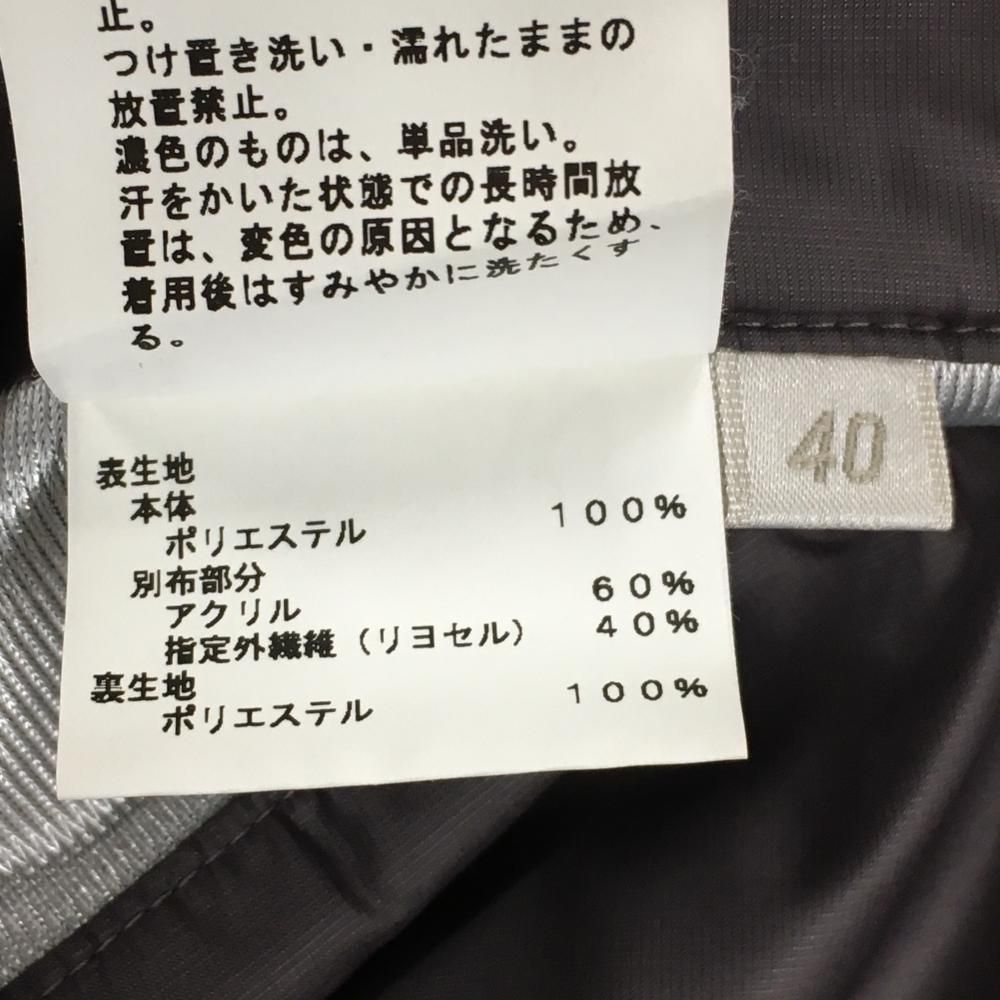 止。
つけ置き洗い・濡れたままの
放置禁止。
濃色のものは、単品洗い。
汗をかいた状態での長時間放
置は、変色の原因となるため、
着用後はすみやかに洗たくす
る。
表生地
本体
ポリエステル 100%
別布部分
アクリル 60%
指定外繊維(リヨセル) 40%
裏生地
ポリエステル 100%
40